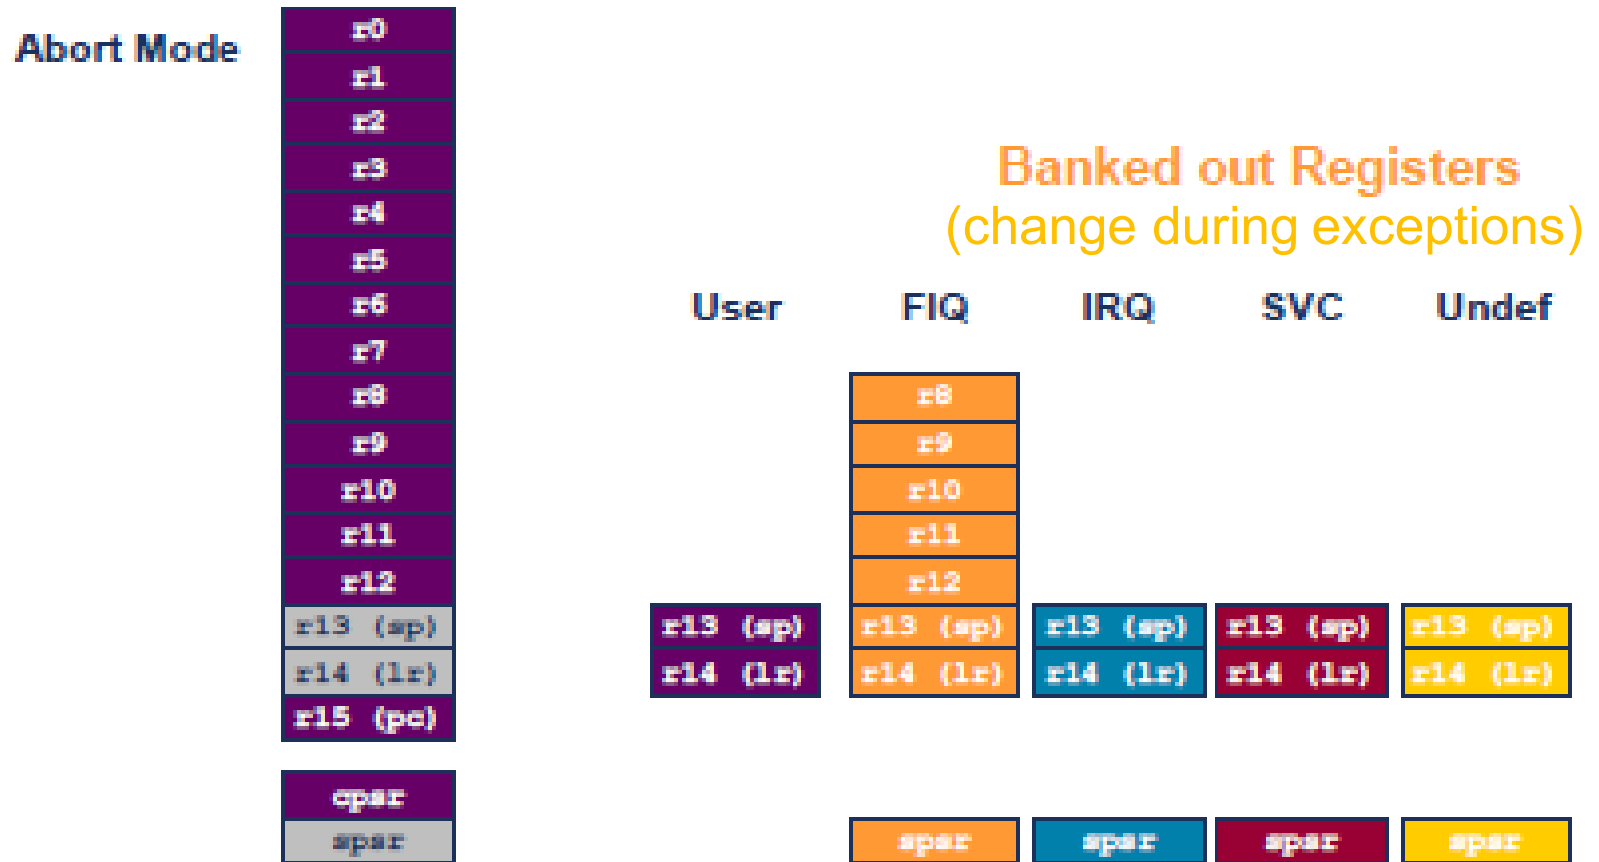 Abort Mode
r0
r1
r2
r3
r4
r5
r6
r7
r8
r9
r10
r11
r12
r13 (sp)
r14 (lr)
r15 (pc)
cpsr
spsr
Banked out Registers
(change during exceptions)
User FIQ IRQ SVC Undef
r8
r9
r10
r11
r12
r13 (sp) r13 (sp) r13 (sp) r13 (sp) r13 (sp)
r14 (lr) r14 (lr) r14 (lr) r14 (lr) r14 (lr)
spsr spsr spsr spsr